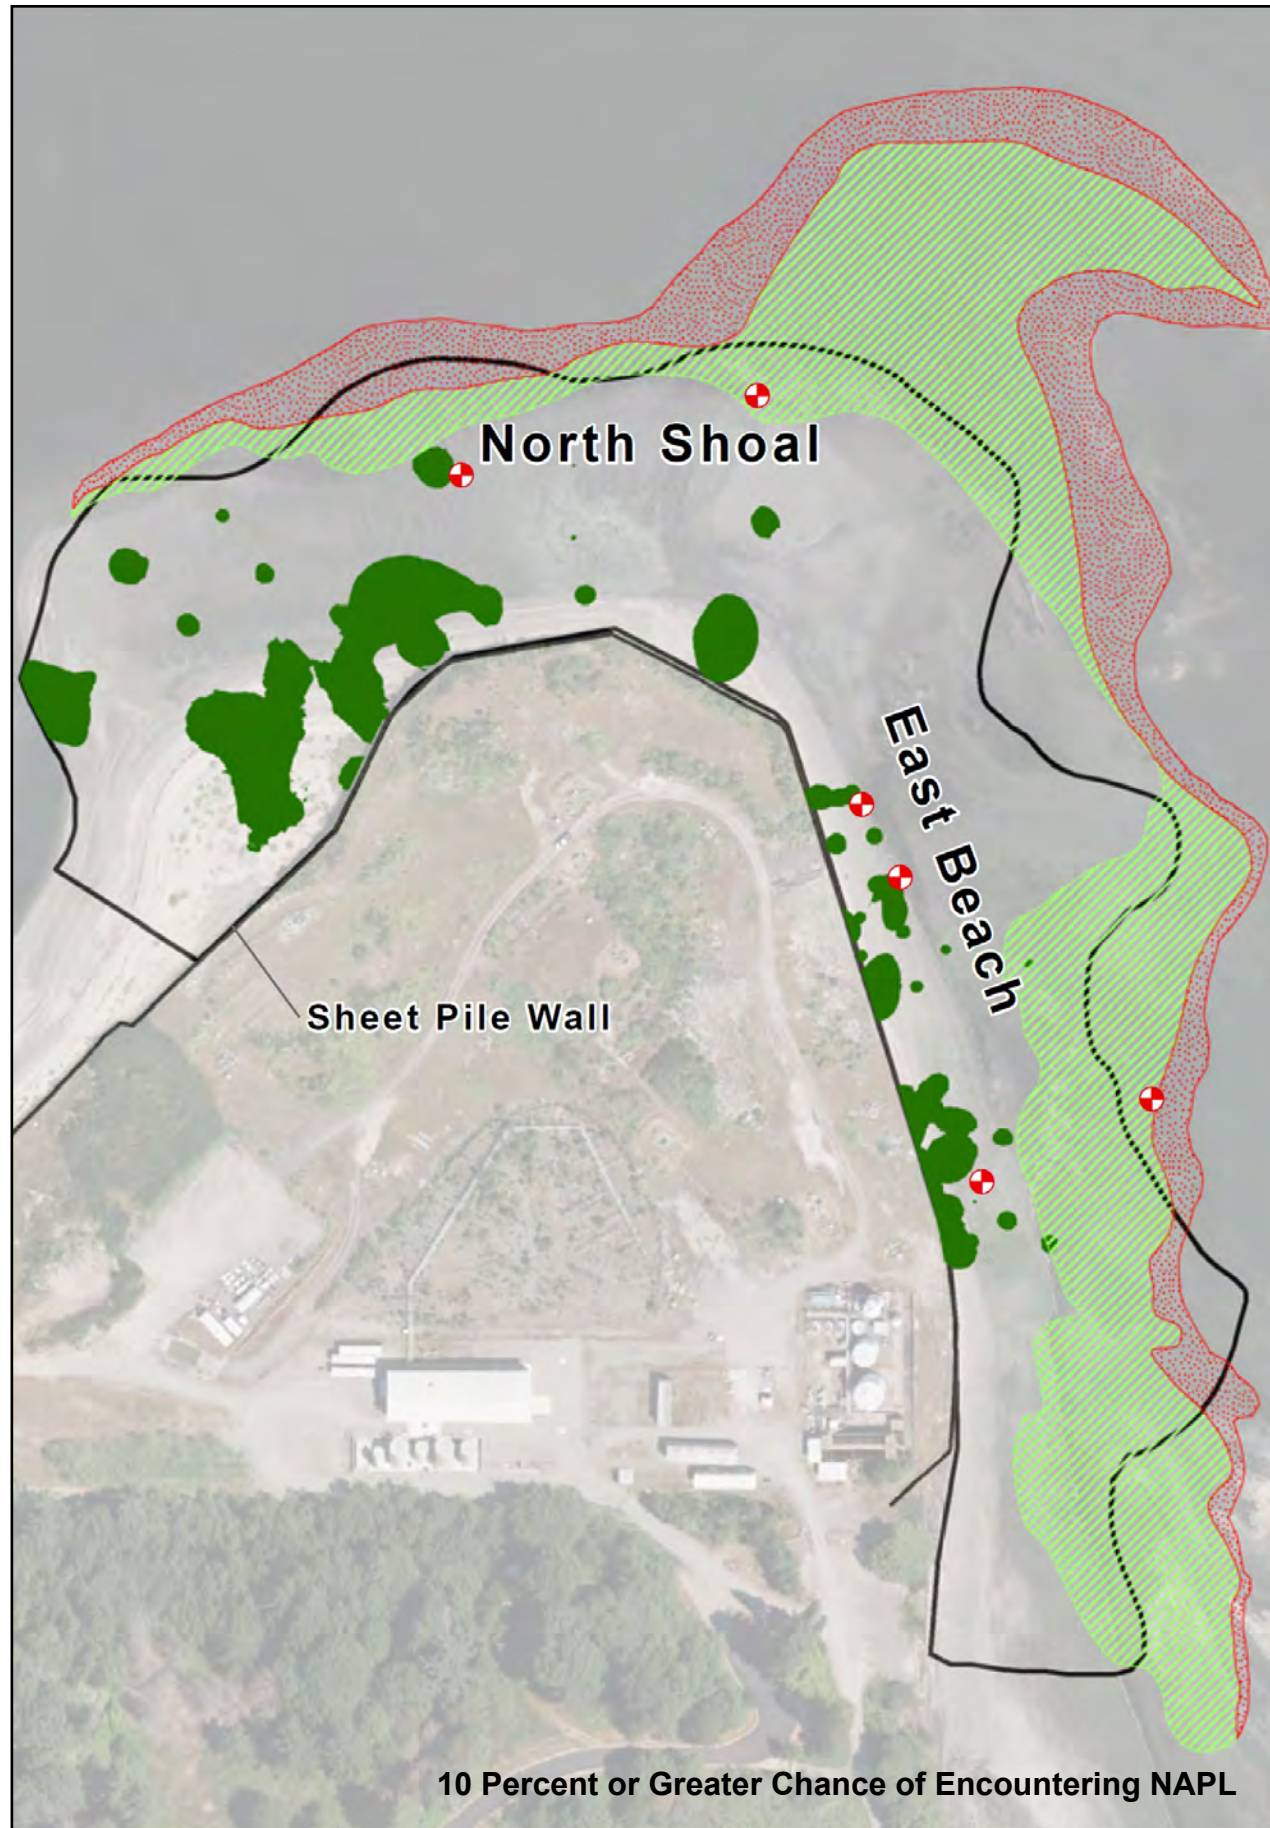 North Shoal
East Beach
Sheet Pile Wall
10 Percent or Greater Chance of Encountering NAPL